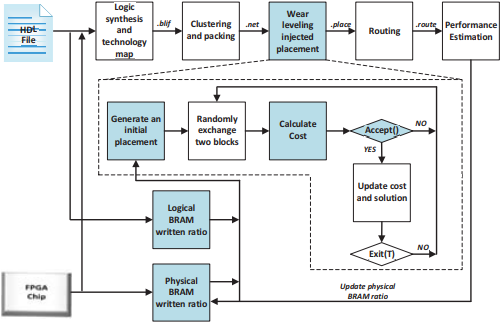 HDL
File
Logic
synthesis
and
technology
map
.blif
Clustering
and packing
.net
Wear
leveling
injected
placement
.place
Routing
.route
Performance
Estimation
Generate an
initial
placement
Randomly
exchange
two blocks
Calculate
Cost
Accept()
NO
YES
Update cost
and solution
Exit(T)
NO
Logical
BRAM
written ratio
Physical
BRAM
written ratio
FPGA
Chip
Update physical
BRAM ratio